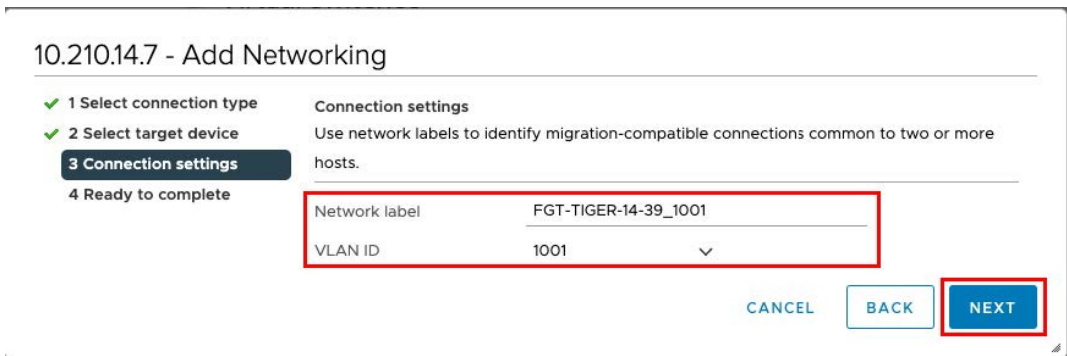 10.210.14.7 - Add Networking
1 Select connection type
2 Select target device
3 Connection settings
4 Ready to complete
Connection settings
Use network labels to identify migration-compatible connections common to two or more
hosts.
Network label FGT-TIGER-14-39_1001
VLAN ID 1001
CANCEL BACK NEXT